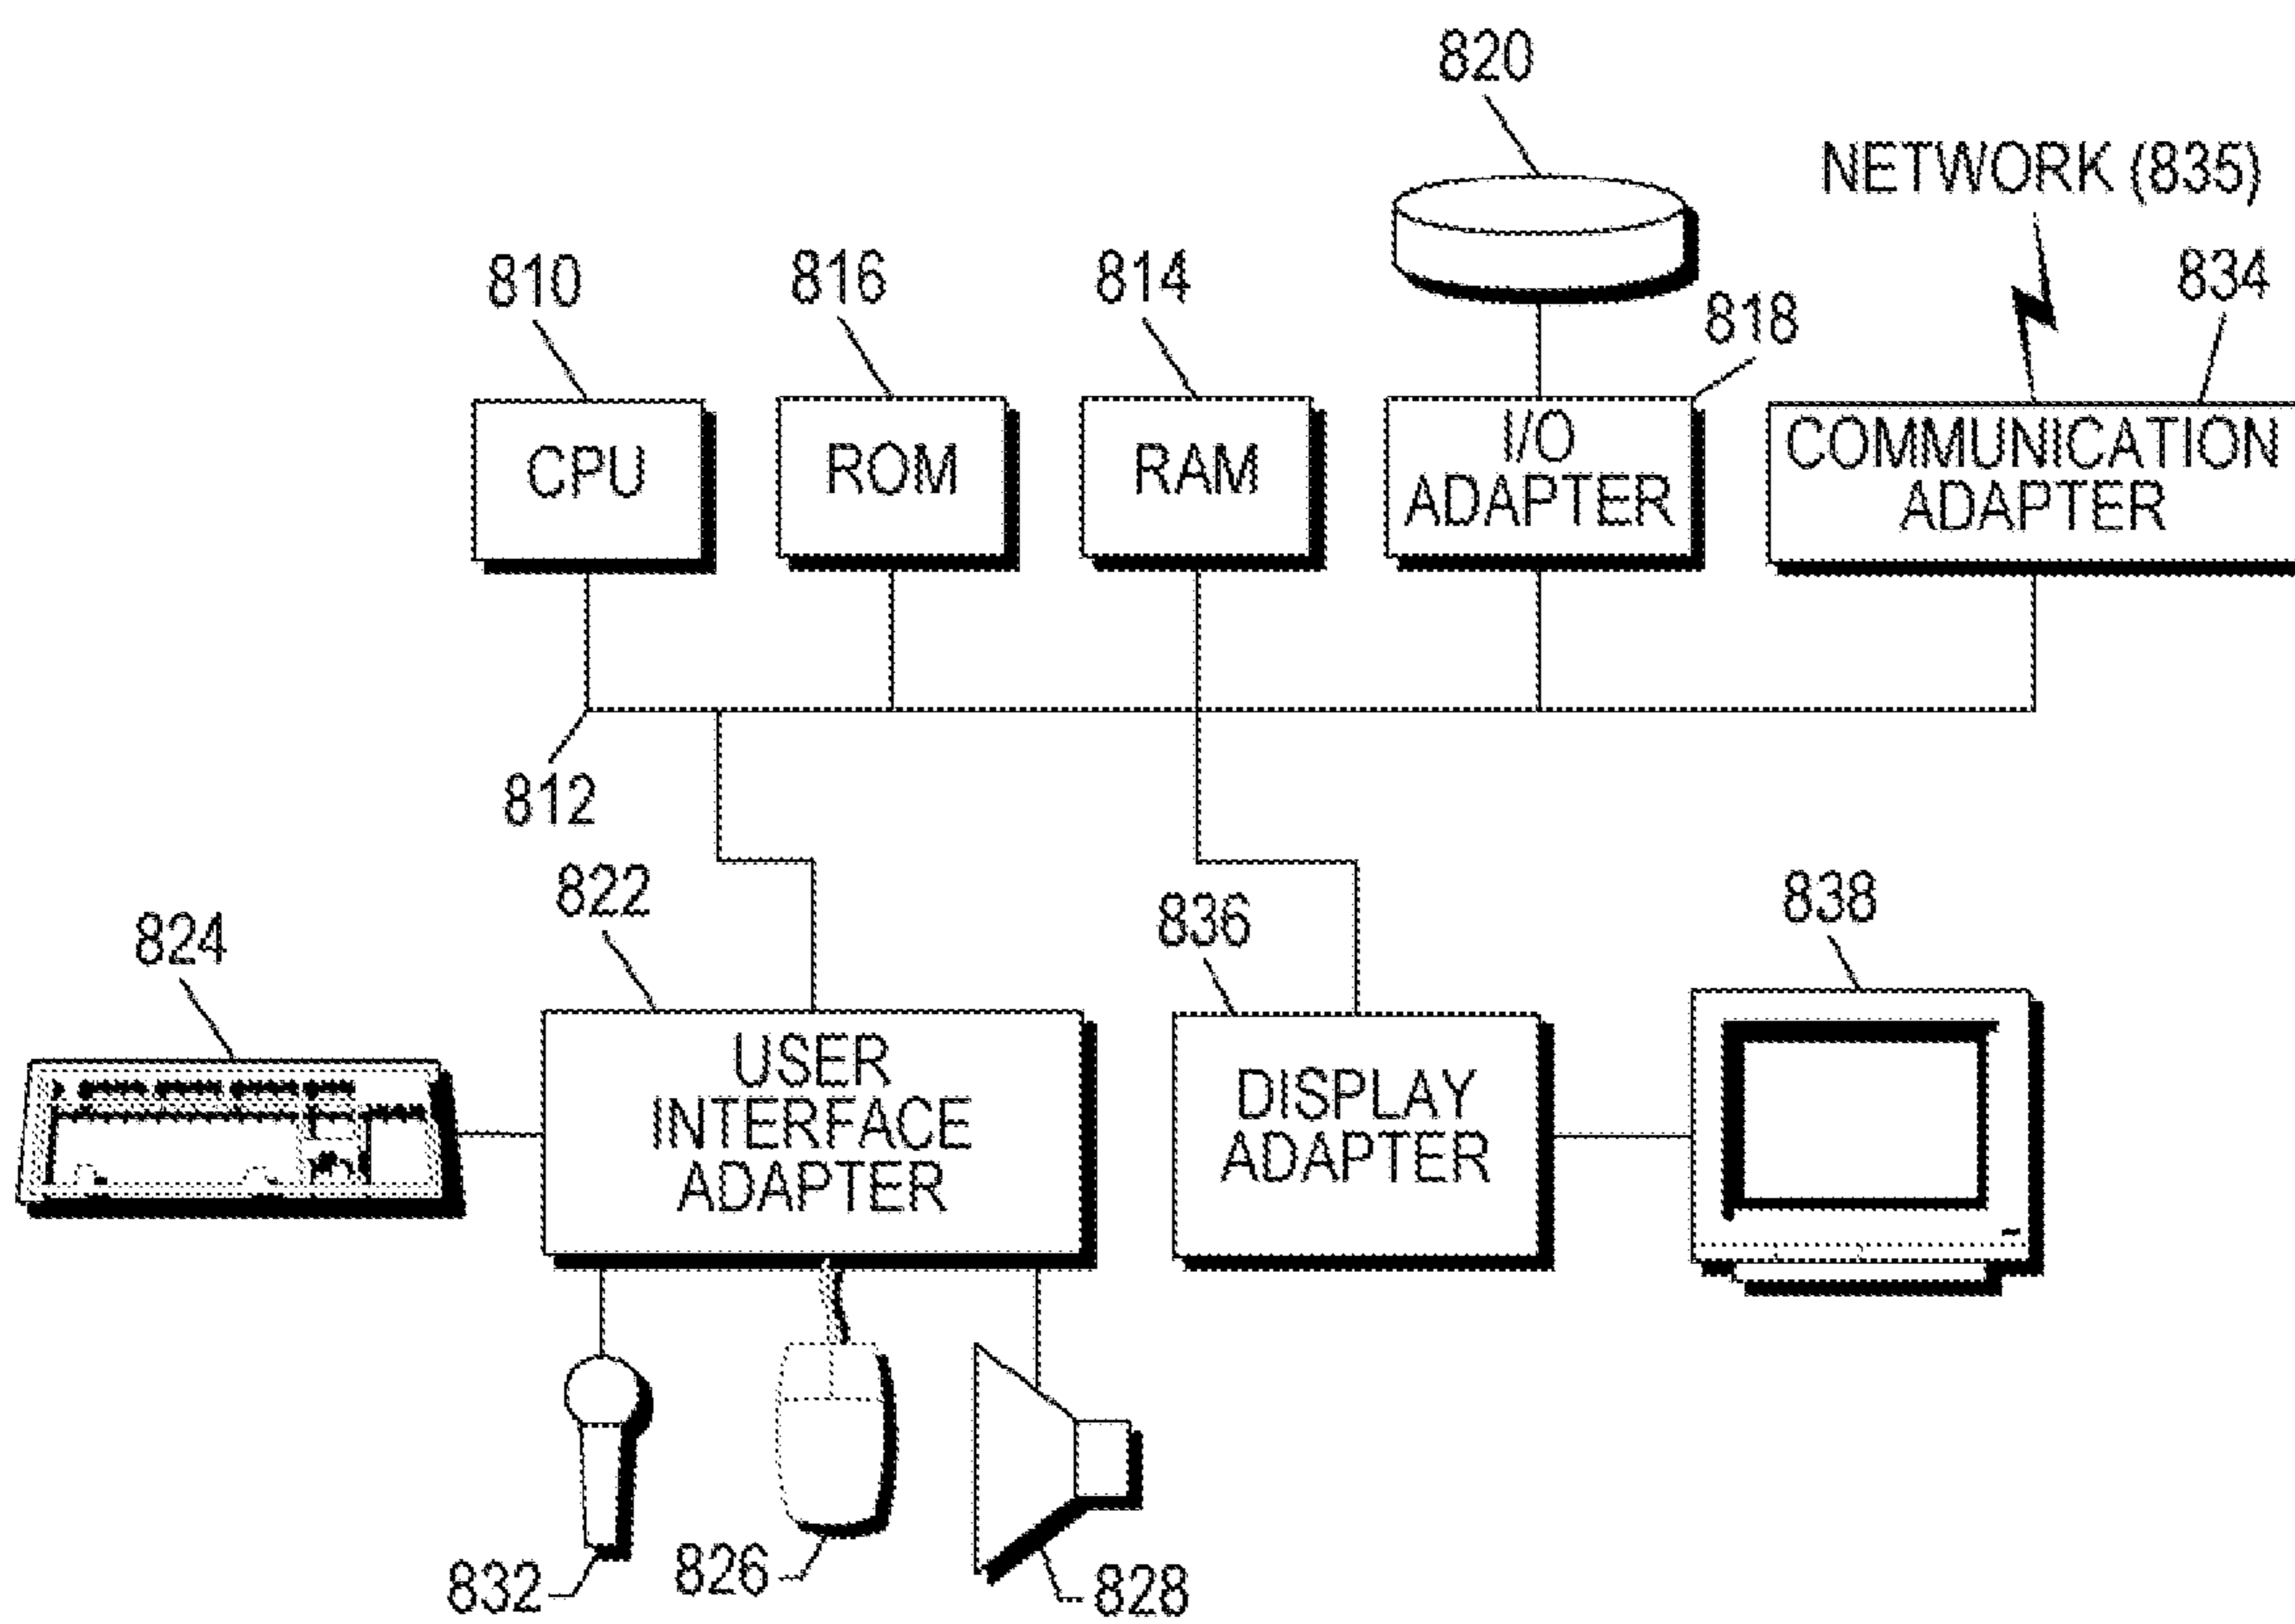 820
NETWORK (835)
810
816
814
818
834
CPU
ROM
RAM
I/O
ADAPTER
COMMUNICATION
ADAPTER
812
822
824
836
838
USER
INTERFACE
ADAPTER
DISPLAY
ADAPTER
832
826
828